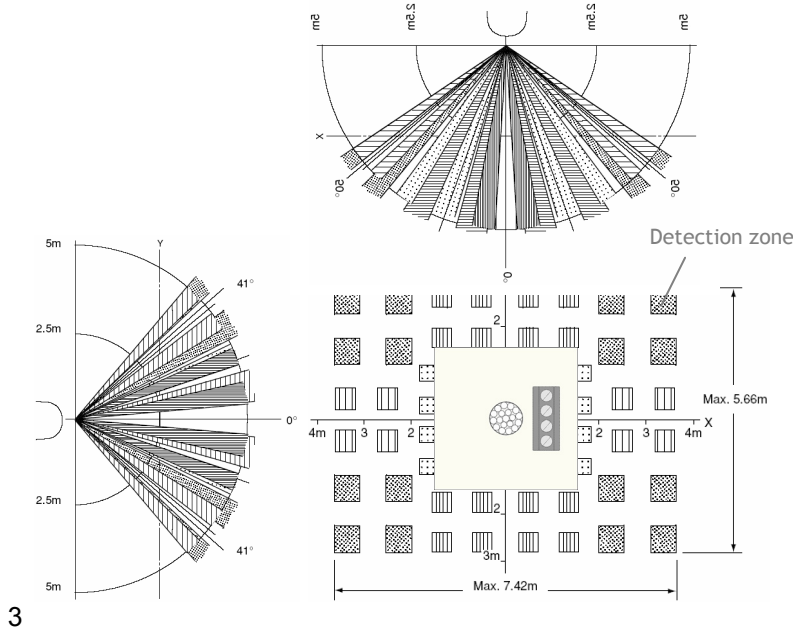 5m 2.5m 2.5m 5m
X
50° 50°
0°
Detection zone
5m
Y
41°
2.5m
0°
2.5m
41°
5m
2
Max. 5.66m
4m 3 2 2 3 4m X
2
3m
Max. 7.42m
3